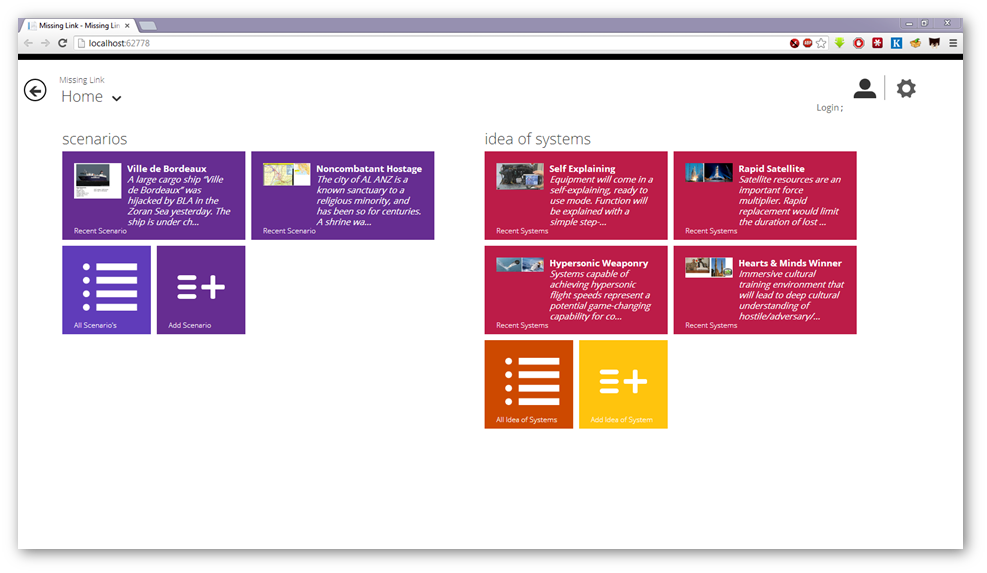 Missing Link - Missing Lin
localhost:62778
Missing Link
Home
Login ;
scenarios
Ville de Bordeaux
A large cargo ship “Ville
de Bordeaux” was
hijacked by BLA in the
Zoran Sea yesterday. The
ship is under ch...
Recent Scenario
Noncombatant Hostage
The city of AL ANZ is a
known sanctuary to a
religious minority, and
has been so for centuries.
A shrine wa...
Recent Scenario
All Scenario's
Add Scenario
idea of systems
Self Explaining
Equipment will come in a
self-explaining, ready to
use mode. Function will
be explained with a
simple step-...
Recent Systems
Rapid Satellite
Satellite resources are an
important force
multiplier. Rapid
replacement would limit
the duration of lost ...
Recent Systems
Hypersonic Weaponry
Systems capable of
achieving hypersonic
flight speeds represent a
potential game-changing
capability for co...
Recent Systems
Hearts & Minds Winner
Immersive cultural
training environment that
will lead to deep cultural
understanding of
hostile/adversary/...
Recent Systems
All Idea of Systems
Add Idea of System